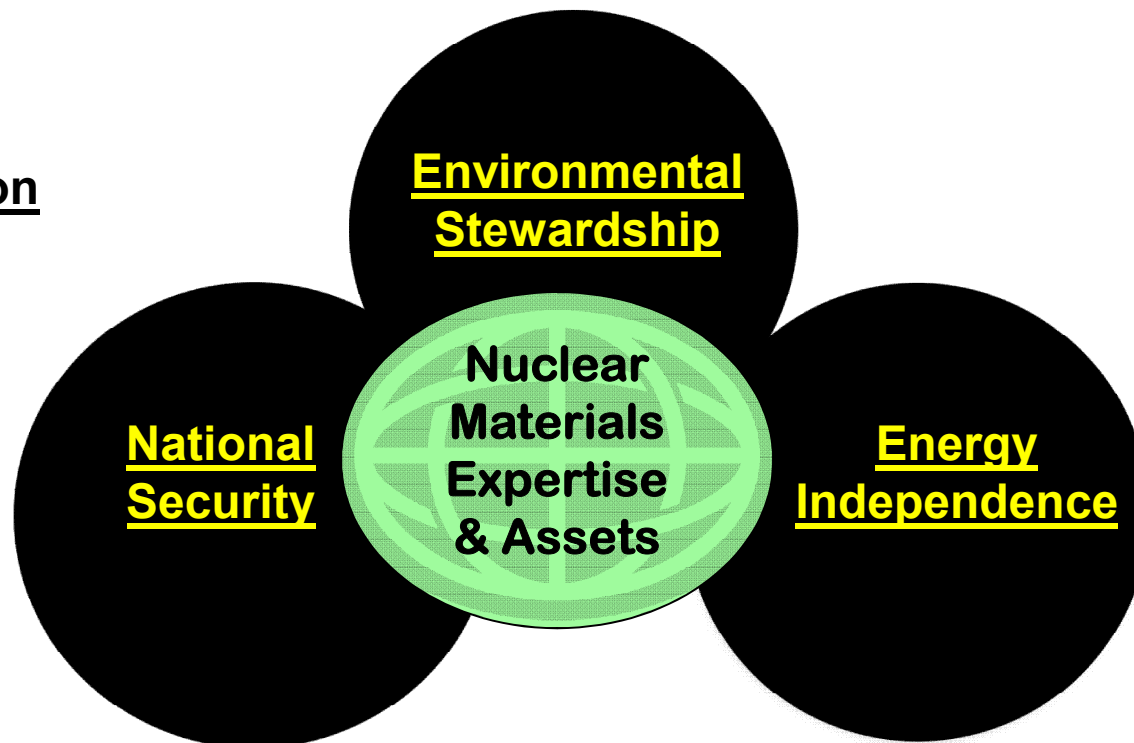 on
Environmental
Stewardship
Nuclear
Materials
Expertise
& Assets
National
Security
Energy
Independence